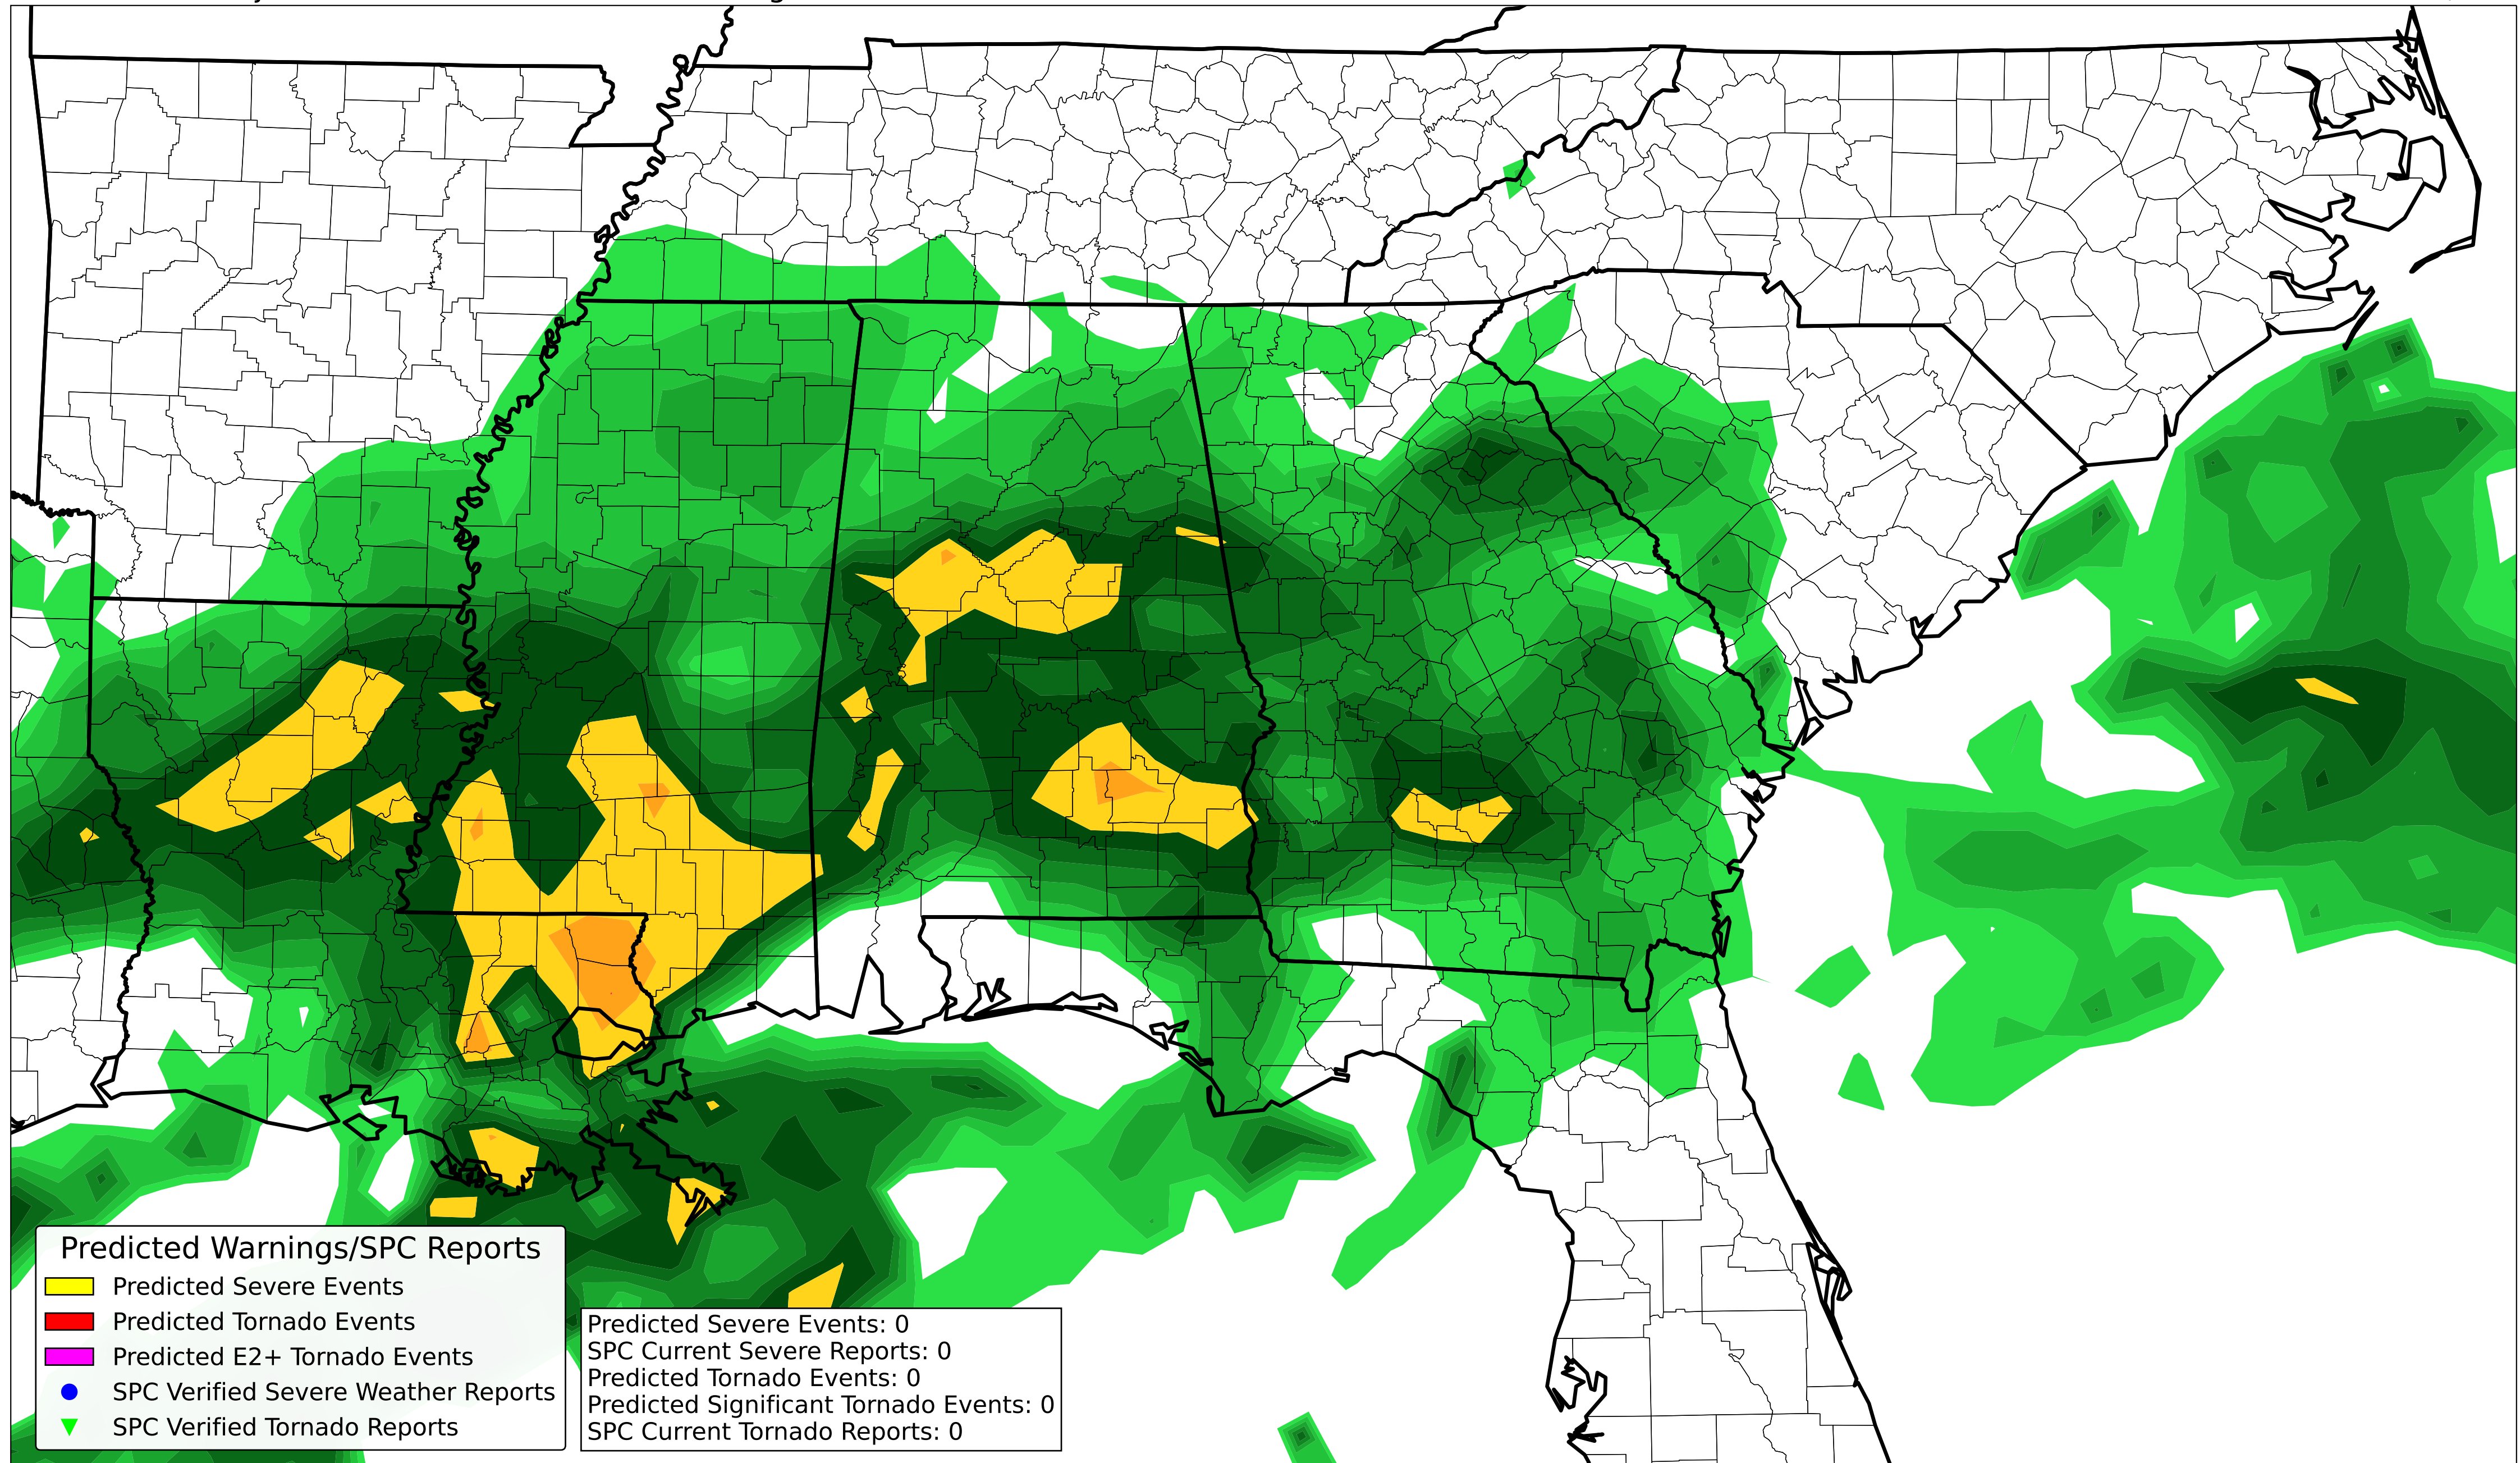 Predicted Warnings/SPC Reports
Predicted Severe Events
Predicted Tornado Events
Predicted E2+ Tornado Events
SPC Verified Severe Weather Reports
SPC Verified Tornado Reports
Predicted Severe Events: 0
SPC Current Severe Reports: 0
Predicted Tornado Events: 0
Predicted Significant Tornado Events: 0
SPC Current Tornado Reports: 0